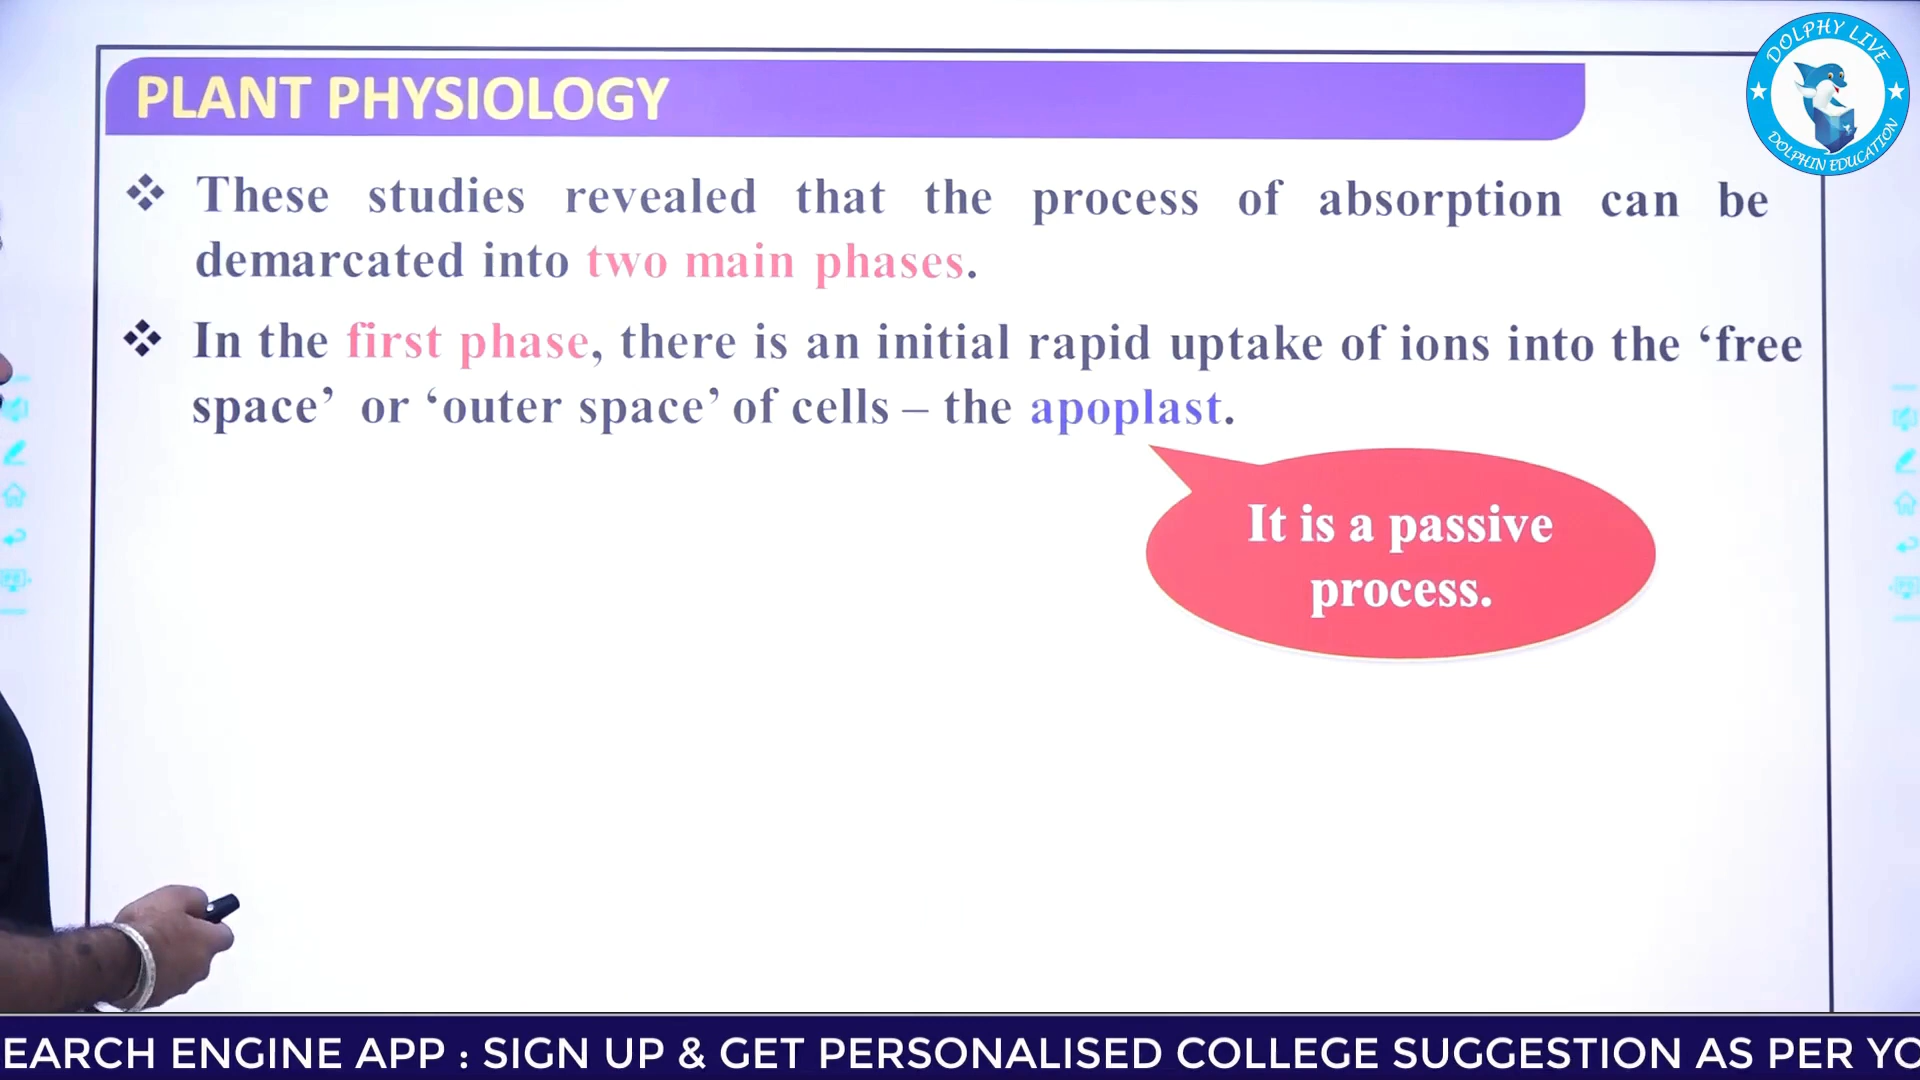 PLANT PHYSIOLOGY
DOLPHY LIVE
DOLPHIN EDUCATION
❖ These studies revealed that the process of absorption can be
demarcated into two main phases.
❖ In the first phase, there is an initial rapid uptake of ions into the ‘free
space’ or ‘outer space’ of cells – the apoplast.
It is a passive
process.
EARCH ENGINE APP : SIGN UP & GET PERSONALISED COLLEGE SUGGESTION AS PER YO